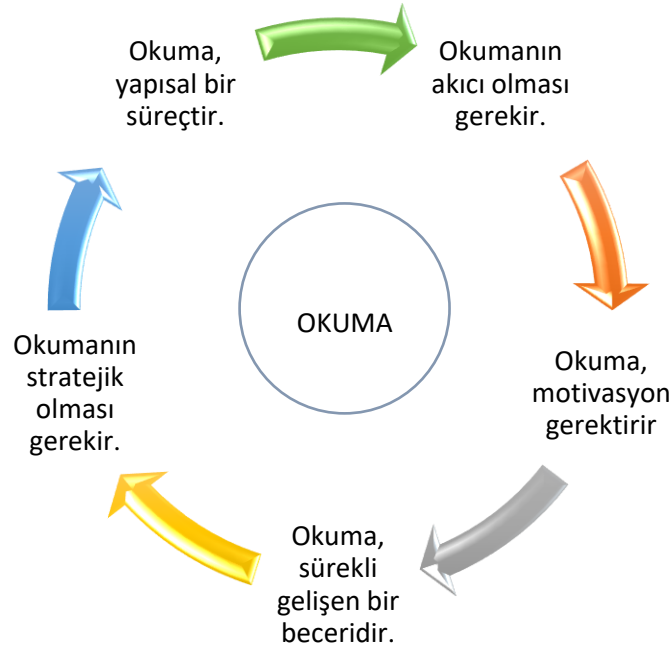 Okuma,
yapısal bir
süreçtir.
Okumanın
akıcı olması
gerekir.
Okuma,
motivasyon
gerektirir
Okuma,
sürekli
gelişen bir
beceridir.
Okumanın
stratejik
olması
gerekir.
OKUMA